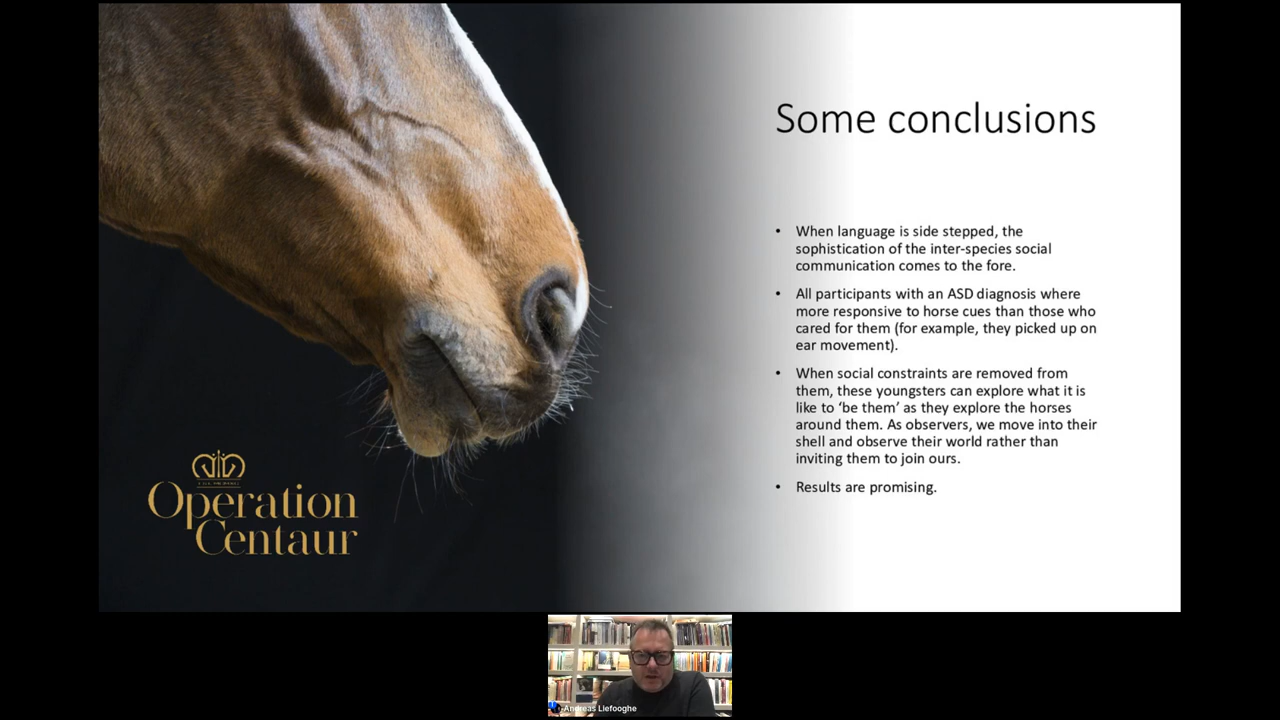 Some conclusions
• When language is side stepped, the
sophistication of the inter-species social
communication comes to the fore.
• All participants with an ASD diagnosis where
more responsive to horse cues than those who
cared for them (for example, they picked up on
ear movement).
• When social constraints are removed from
them, these youngsters can explore what it is
like to ‘be them’ as they explore the horses
around them. As observers, we move into their
shell and observe their world rather than
inviting them to join ours.
• Results are promising.
Operation
Centaur
Andreas Liefooghe